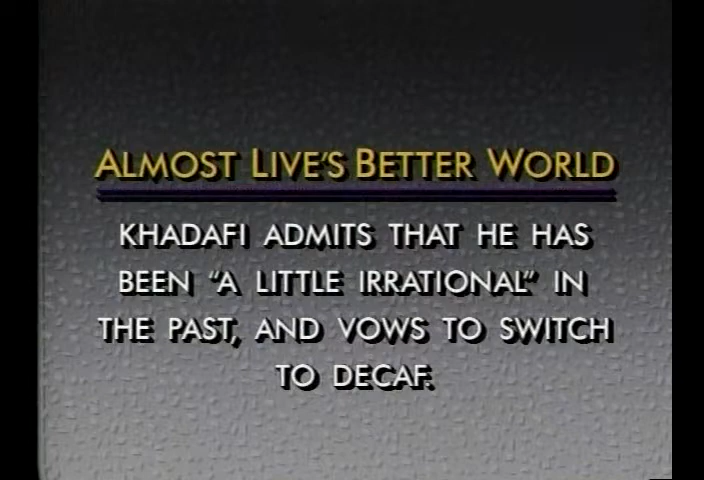 ALMOST LIVE'S BETTER WORLD
KHADAFI ADMITS THAT HE HAS
BEEN "A LITTLE IRRATIONAL" IN
THE PAST, AND VOWS TO SWITCH
TO DECAF.